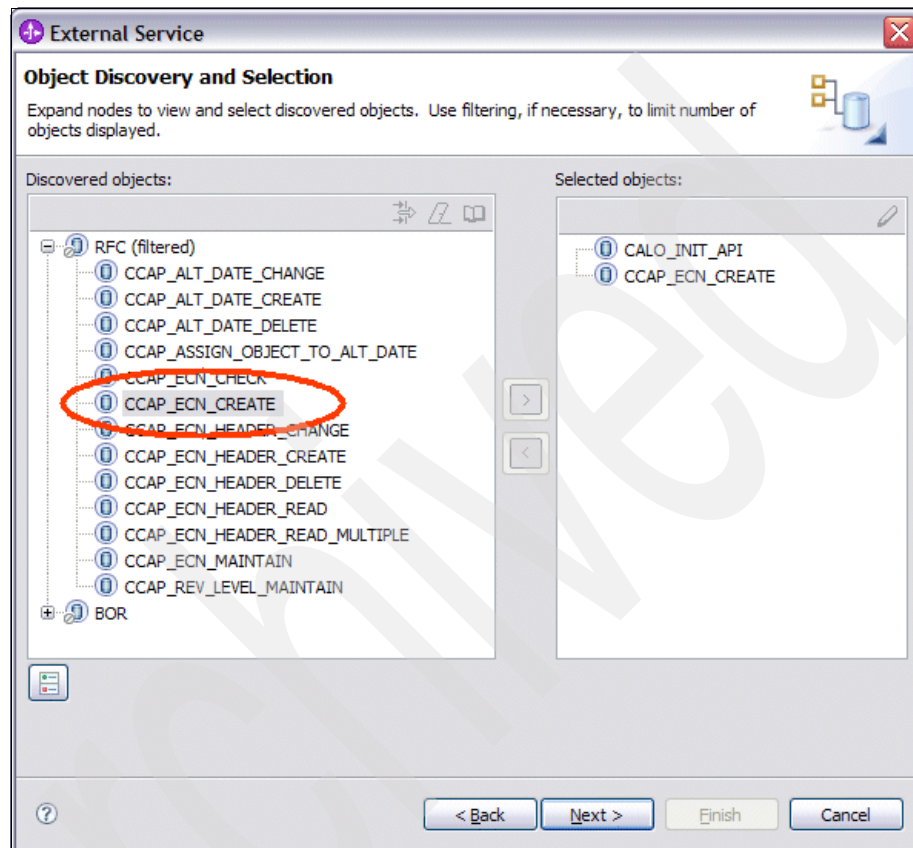 External Service
Object Discovery and Selection
Expand nodes to view and select discovered objects. Use filtering, if necessary, to limit number of
objects displayed.
Discovered objects:
RFC (filtered)
CCAP_ALT_DATE_CHANGE
CCAP_ALT_DATE_CREATE
CCAP_ALT_DATE_DELETE
CCAP_ASSIGN_OBJECT_TO_ALT_DATE
CCAP_ECN_CHECK
CCAP_ECN_CREATE
CCAP_ECN_HEADER_CHANGE
CCAP_ECN_HEADER_CREATE
CCAP_ECN_HEADER_DELETE
CCAP_ECN_HEADER_READ
CCAP_ECN_HEADER_READ_MULTIPLE
CCAP_ECN_MAINTAIN
CCAP_REV_LEVEL_MAINTAIN
BOR
Selected objects:
CALO_INIT_API
CCAP_ECN_CREATE
>
<
? < Back Next > Finish Cancel
rchived